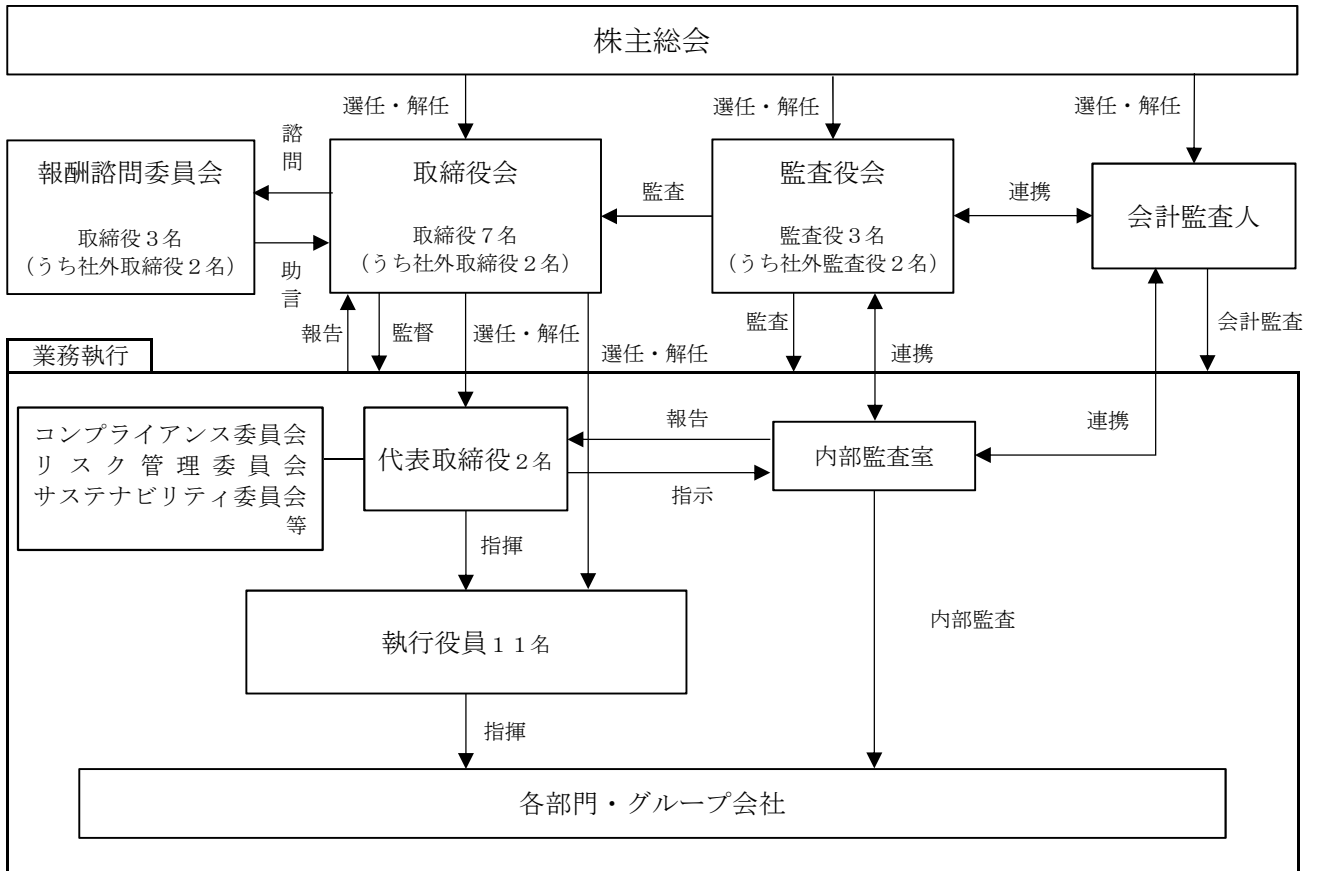 株主総会
選任・解任
選任・解任
選任・解任
諮問
報酬諮問委員会
取締役３名
（うち社外取締役２名）
助言
取締役会
取締役７名
（うち社外取締役２名）
監査
監査役会
監査役３名
（うち社外監査役２名）
連携
会計監査人
報告
監督
選任・解任
選任・解任
監査
連携
会計監査
業務執行
コンプライアンス委員会
リスク管理委員会
サステナビリティ委員会
等
代表取締役２名
報告
指示
内部監査室
連携
指揮
執行役員１１名
内部監査
指揮
各部門・グループ会社